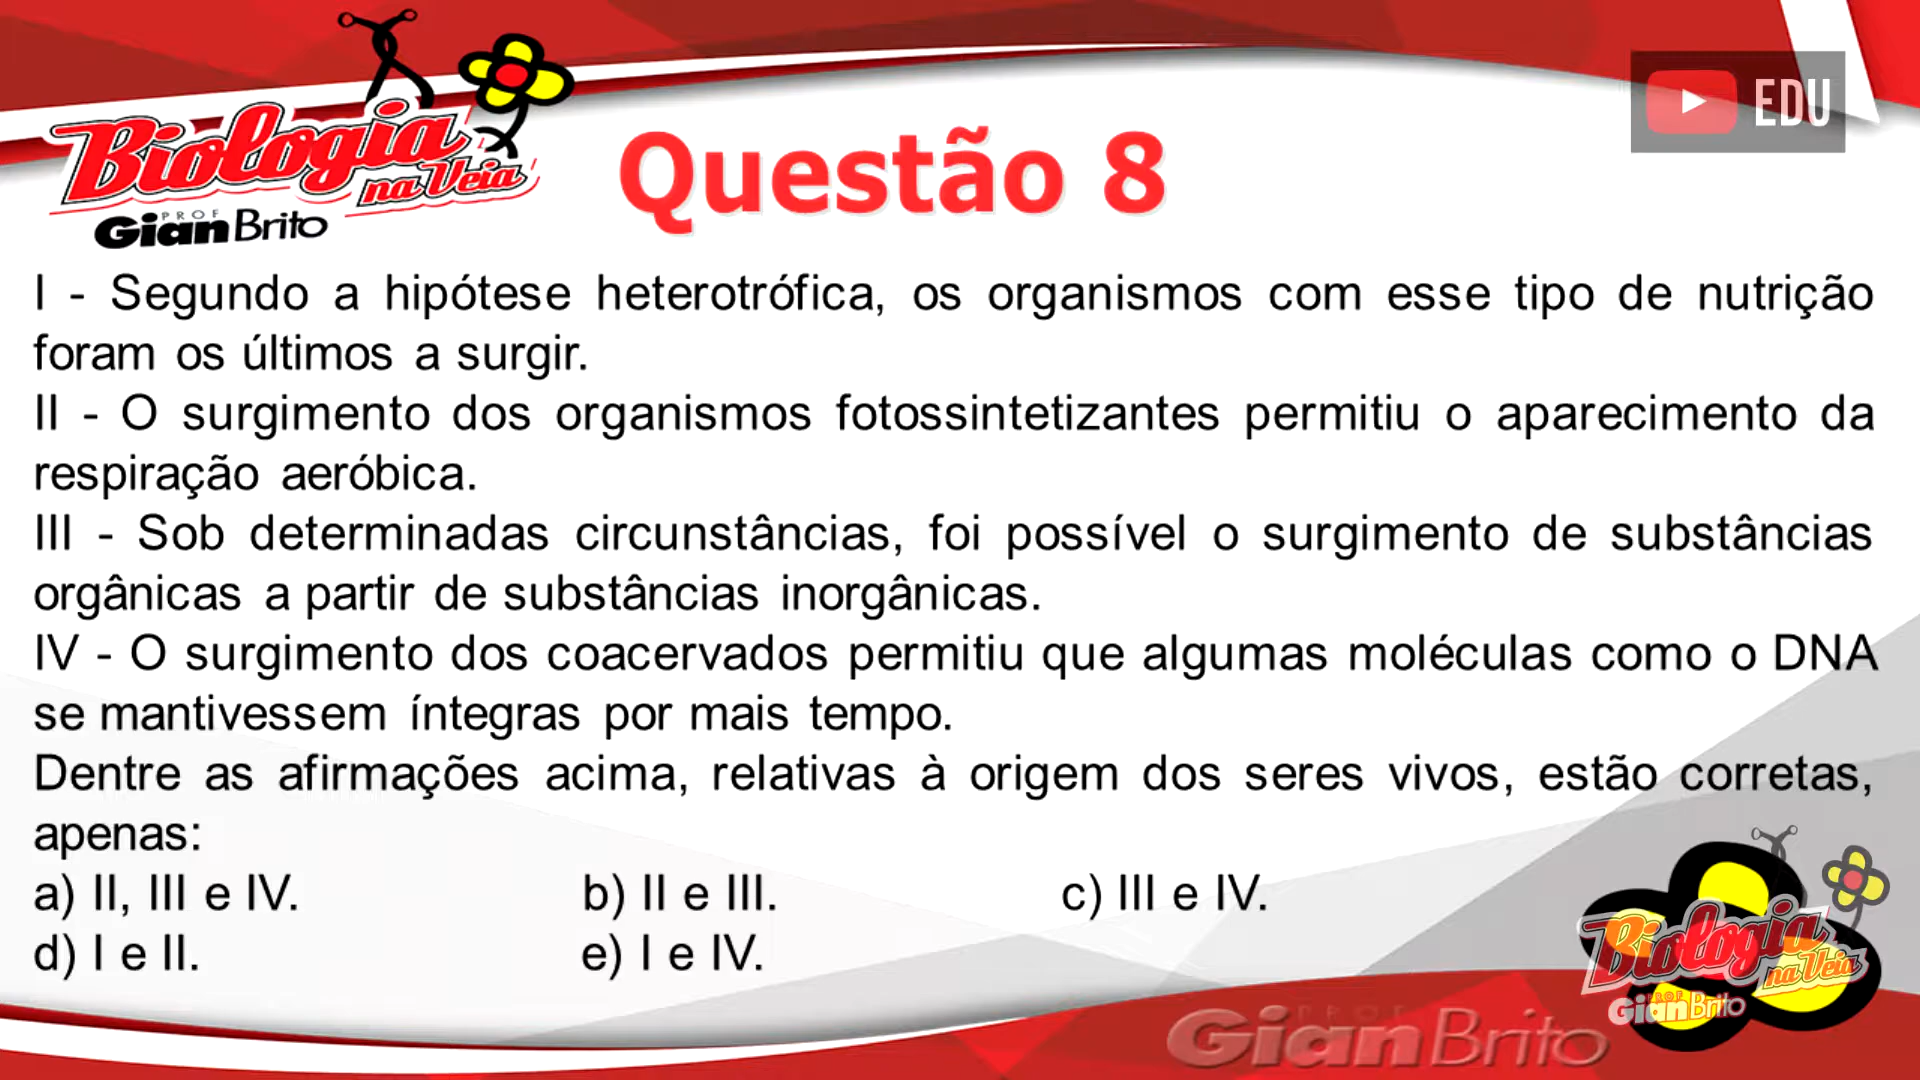 Biologia
na Veia
PROF
Gian Brito
Questão 8
EDU
I - Segundo a hipótese heterotrófica, os organismos com esse tipo de nutrição
foram os últimos a surgir.
II - O surgimento dos organismos fotossintetizantes permitiu o aparecimento da
respiração aeróbica.
III - Sob determinadas circunstâncias, foi possível o surgimento de substâncias
orgânicas a partir de substâncias inorgânicas.
IV - O surgimento dos coacervados permitiu que algumas moléculas como o DNA
se mantivessem íntegras por mais tempo.
Dentre as afirmações acima, relativas à origem dos seres vivos, estão corretas,
apenas:
a) II, III e IV. b) II e III. c) III e IV.
d) I e II. e) I e IV.
Biologia
na Veia
PROF
Gian Brito
PROF
Gian Brito